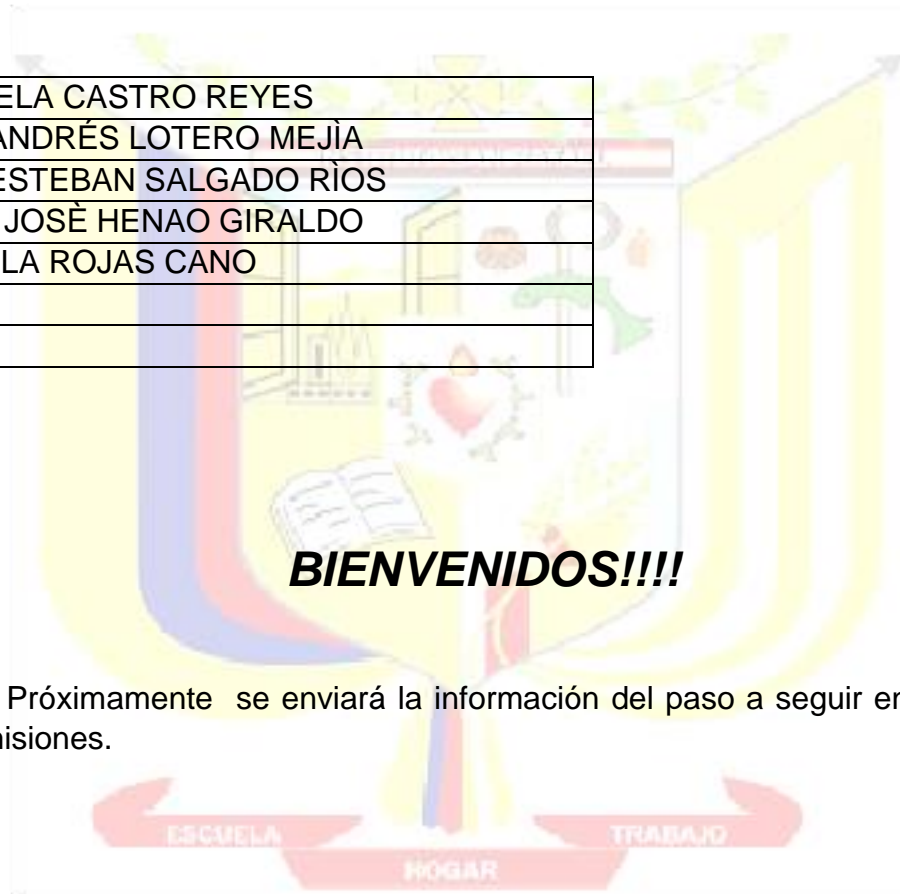 ELA CASTRO REYES
ANDRÉS LOTERO MEJÌA
ESTEBAN SALGADO RÌOS
JOSÈ HENAO GIRALDO
LA ROJAS CANO
BIENVENIDOS!!!!
Próximamente se enviará la información del paso a seguir en
nisiones.
ESCUELA
TRABAJO
HOGAR